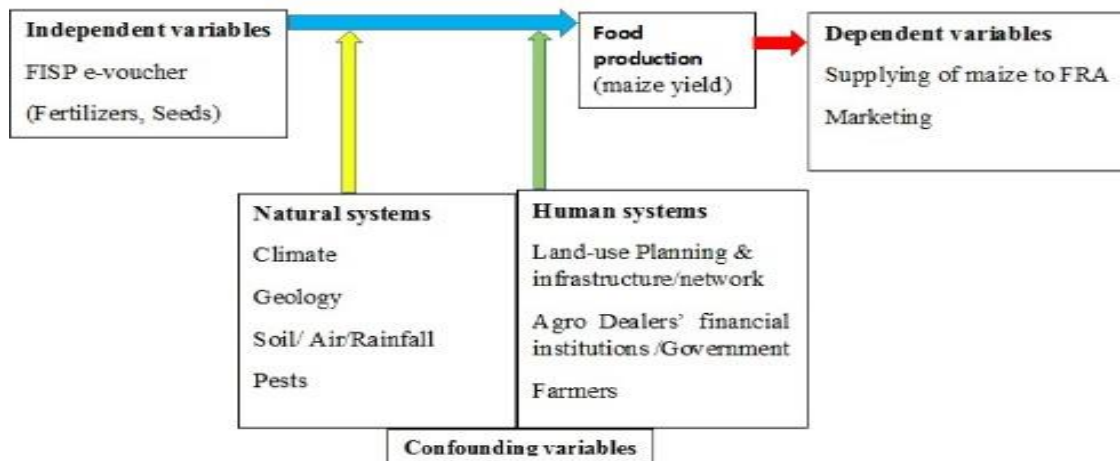 Independent variables
FISP e-voucher
(Fertilizers, Seeds)
Food
production
(maize yield)
Dependent variables
Supplying of maize to FRA
Marketing
Natural systems
Climate
Geology
Soil/ Air/Rainfall
Pests
Human systems
Land-use Planning &
infrastructure/network
Agro Dealers' financial
institutions /Government
Farmers
Confounding variables